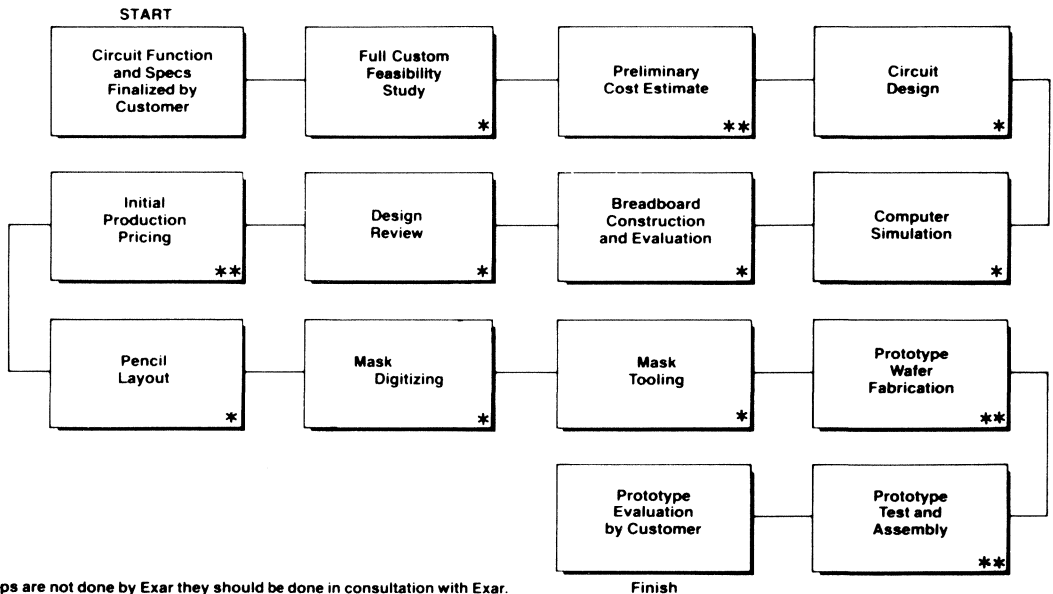 START
Circuit Function
and Specs
Finalized by
Customer
Full Custom
Feasibility
Study
*
Preliminary
Cost Estimate
**
Circuit
Design
*
Computer
Simulation
*
Breadboard
Construction
and Evaluation
*
Design
Review
*
Initial
Production
Pricing
**
Pencil
Layout
*
Mask
Digitizing
*
Mask
Tooling
*
Prototype
Wafer
Fabrication
**
Prototype
Test and
Assembly
**
Prototype
Evaluation
by Customer
Finish
ps are not done by Exar they should be done in consultation with Exar.